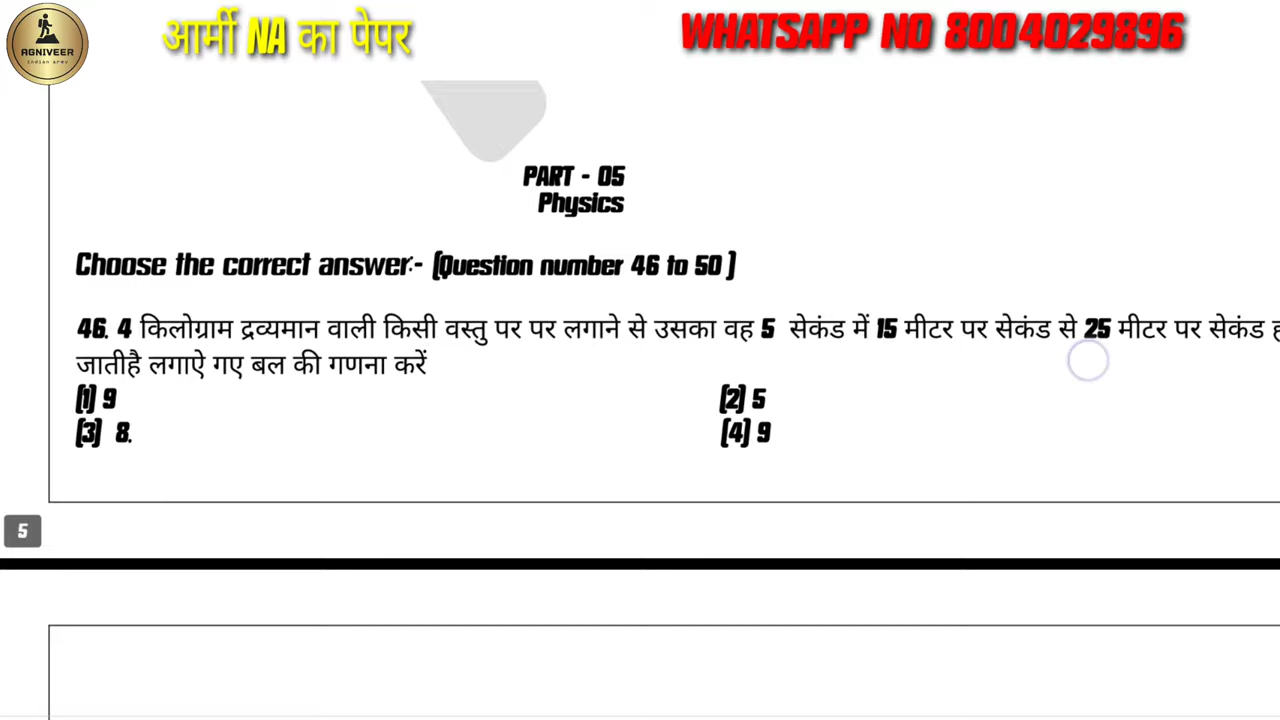 AGNIVEER
indian army
आर्मी NA का पेपर
WHATSAPP NO 8004029896
PART - 05
Physics
Choose the correct answer:- (Question number 46 to 50 )
46. 4 किलोग्राम द्रव्यमान वाली किसी वस्तु पर पर लगाने से उसका वह 5 सेकंड में 15 मीटर पर सेकंड से 25 मीटर पर सेकंड
जातीहै लगाऐ गए बल की गणना करें
(1) 9 (2) 5
(3) 8. (4) 9
5